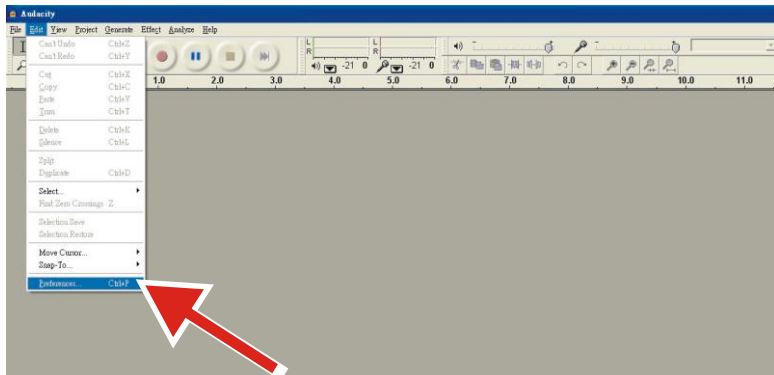 Audacity
File Edit View Project Generate Effect Analyze Help
Can't Undo Ctrl+Z
Can't Redo Ctrl+Y
Cut Ctrl+X
Copy Ctrl+C
Paste Ctrl+V
Trim Ctrl+T
Delete Ctrl+K
Silence Ctrl+L
Split
Duplicate Ctrl+D
Select...
Find Zero Crossings Z
Selection Save
Selection Restore
Move Cursor...
Snap-To...
Preferences... Ctrl+P
L
R
-21 0
L
R
-21 0
1.0 2.0 3.0 4.0 5.0 6.0 7.0 8.0 9.0 10.0 11.0